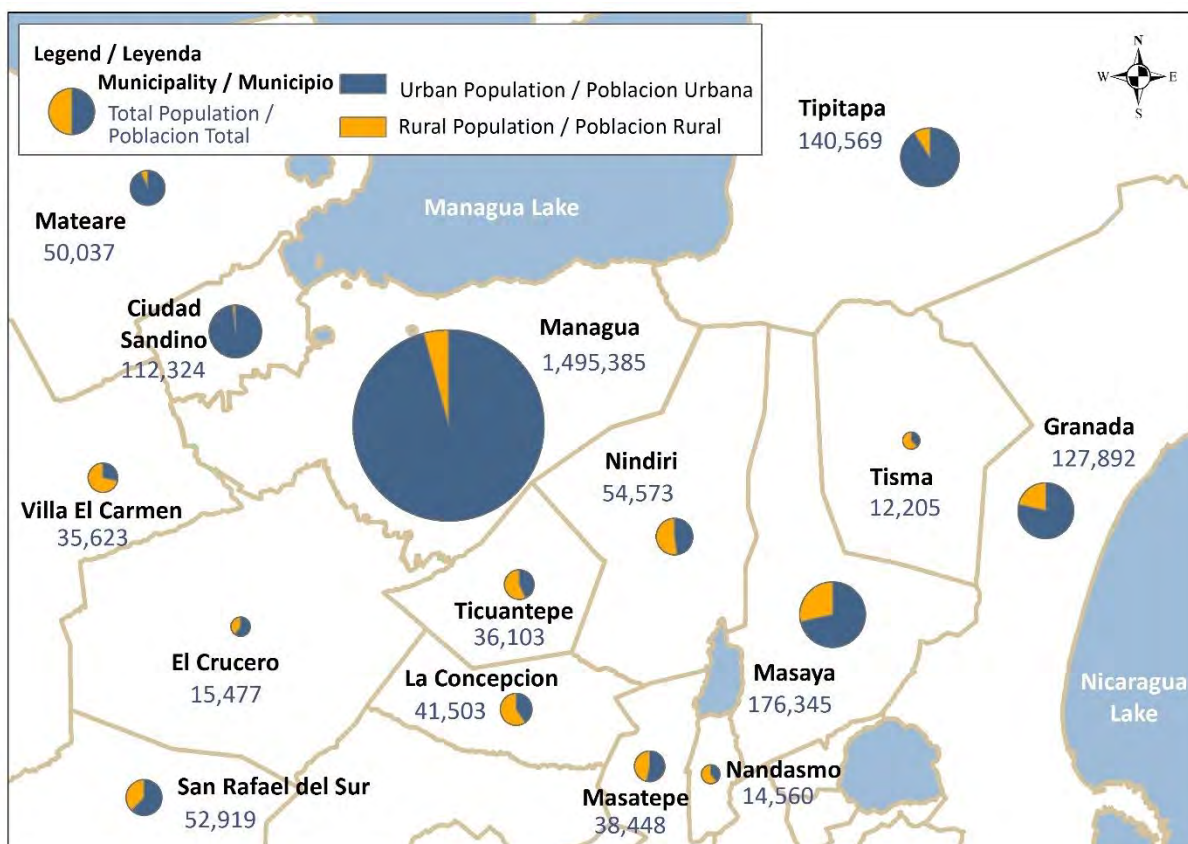 Legend / Leyenda
Municipality / Municipio
Total Population /
Poblacion Total
Urban Population / Poblacion Urbana
Rural Population / Poblacion Rural
N
W
E
S
Tipitapa
140,569
Managua Lake
Mateare
50,037
Ciudad
Sandino
112,324
Managua
1,495,385
Granada
127,892
Nindiri
54,573
Tisma
12,205
Villa El Carmen
35,623
Ticuantepe
36,103
El Crucero
15,477
La Concepcion
41,503
Masaya
176,345
Nicaragua
Lake
San Rafael del Sur
52,919
Masatepe
38,448
Nandasmo
14,560